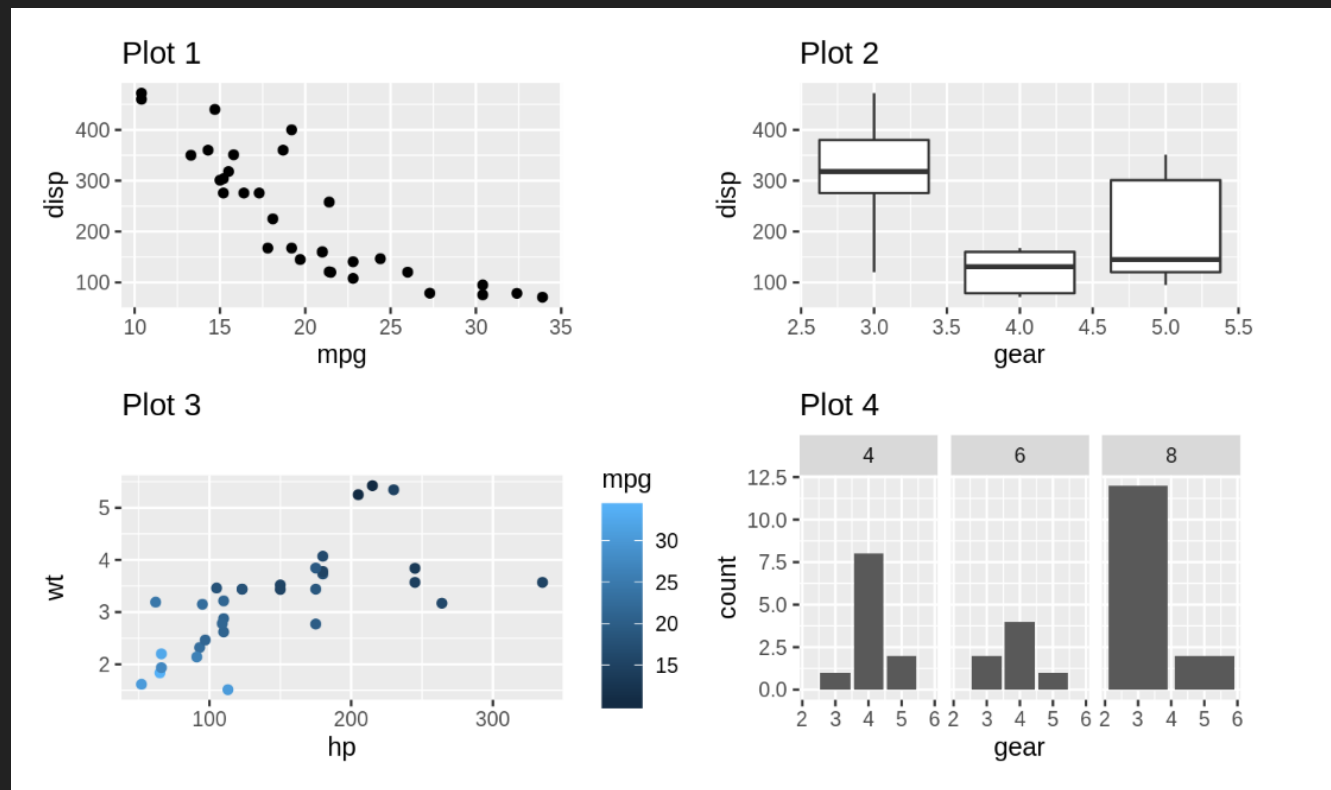 Plot 1
400
300
200
100
disp
10 15 20 25 30 35
mpg
Plot 2
400
300
200
100
disp
2.5 3.0 3.5 4.0 4.5 5.0 5.5
gear
Plot 3
5
4
3
2
wt
100 200 300
hp
mpg
30
25
20
15
Plot 4
4 6 8
12.5
10.0
7.5
5.0
2.5
0.0
count
2 3 4 5 6 2 3 4 5 6 2 3 4 5 6
gear